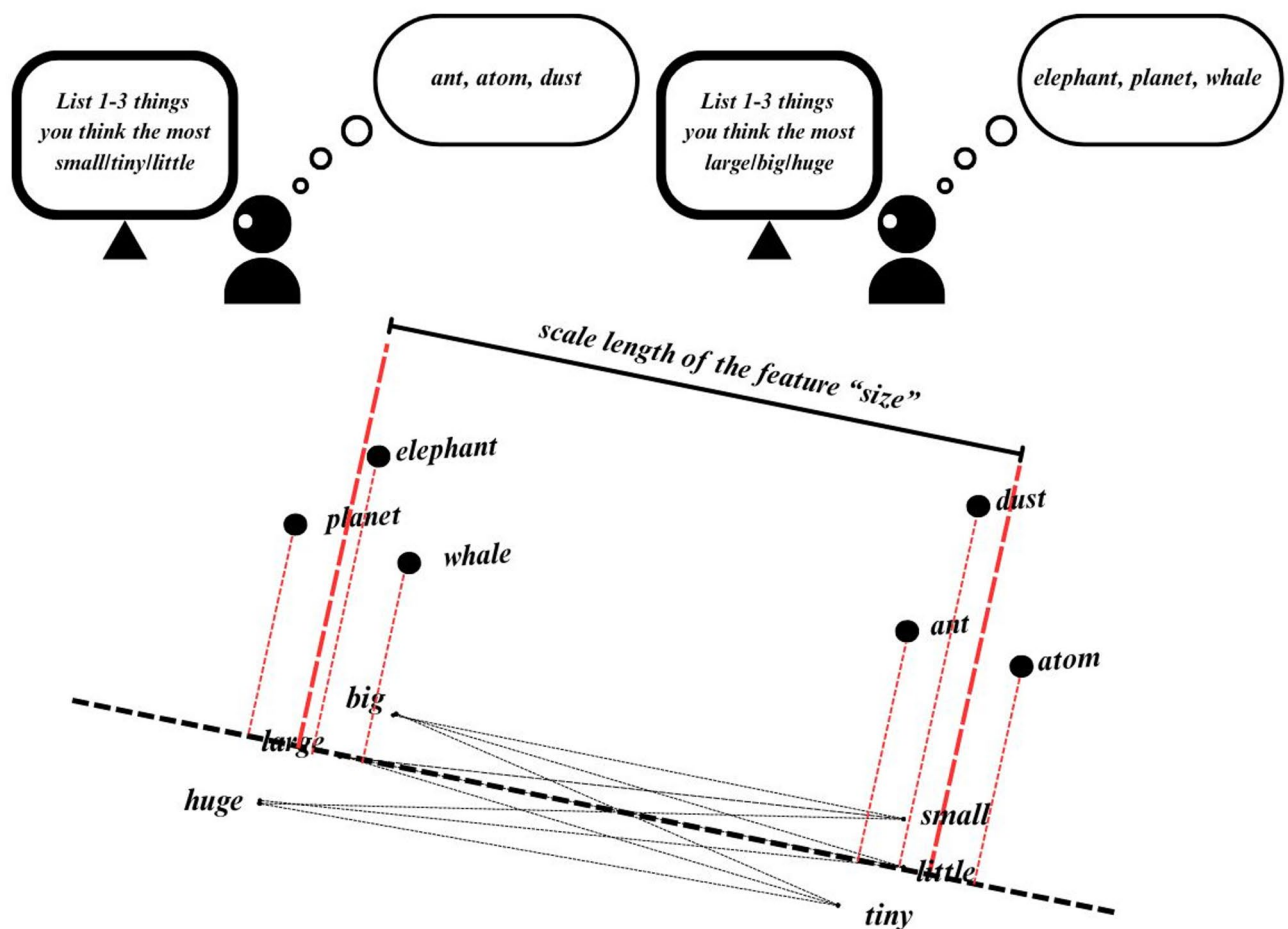 List 1-3 things
you think the most
small|tiny|little
ant, atom, dust
List 1-3 things
you think the most
large|big|huge
elephant, planet, whale
scale length of the feature “size”
elephant
planet
dust
whale
ant
atom
big
large
huge
small
little
tiny